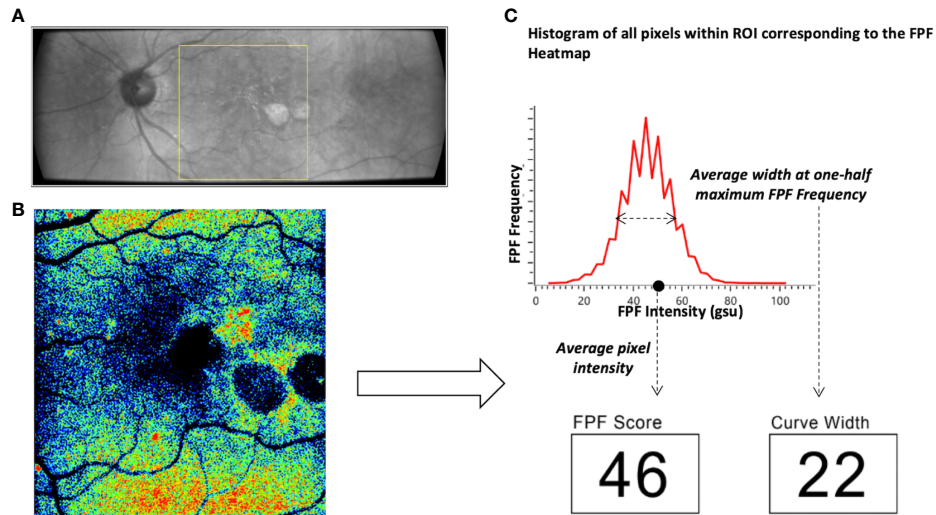 A
C
Histogram of all pixels within ROI corresponding to the FPF
Heatmap
B
FPF Frequency
Average width at one-half
maximum FPF Frequency
0 20 40 60 80 100
FPF Intensity (gsu)
Average pixel
intensity
FPF Score
46
Curve Width
22